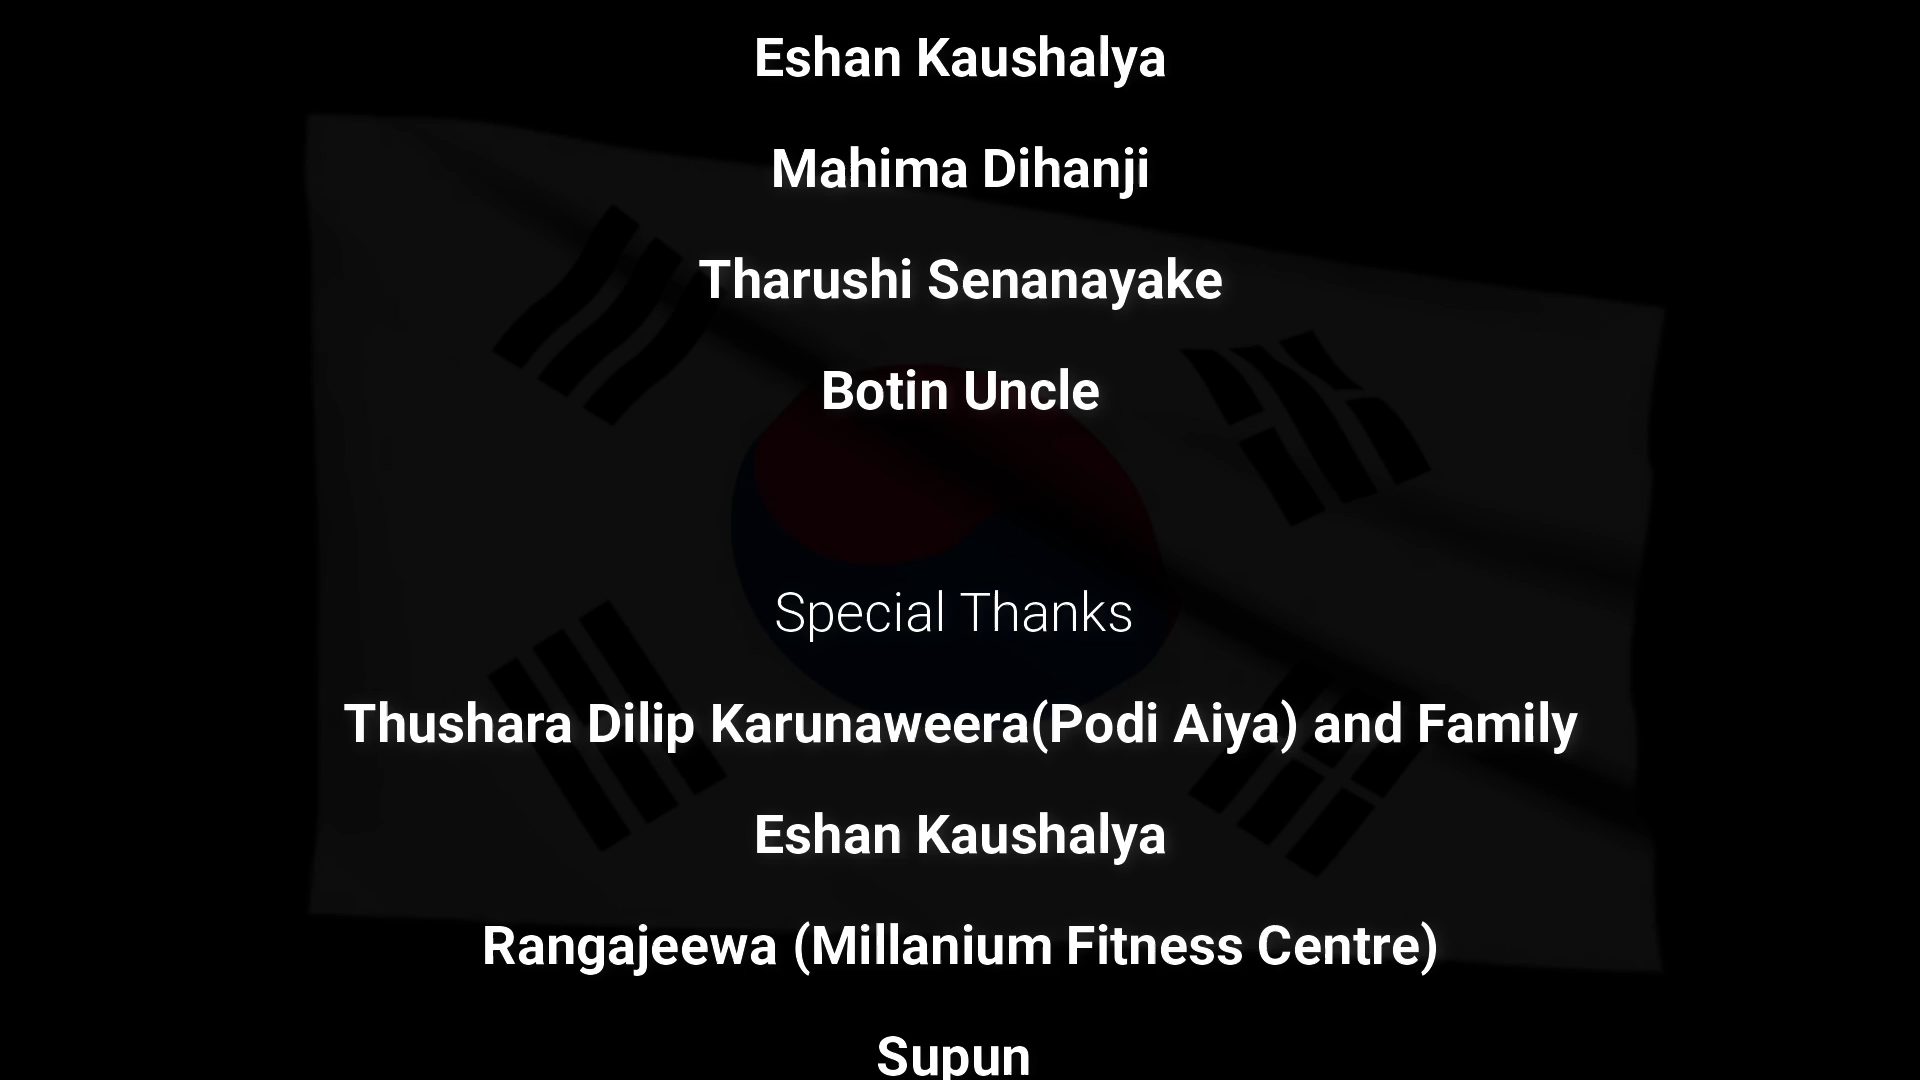 Eshan Kaushalya
Mahima Dihanji
Tharushi Senanayake
Botin Uncle
Special Thanks
Thushara Dilip Karunaweera(Podi Aiya) and Family
Eshan Kaushalya
Rangajeewa (Millanium Fitness Centre)
Supun